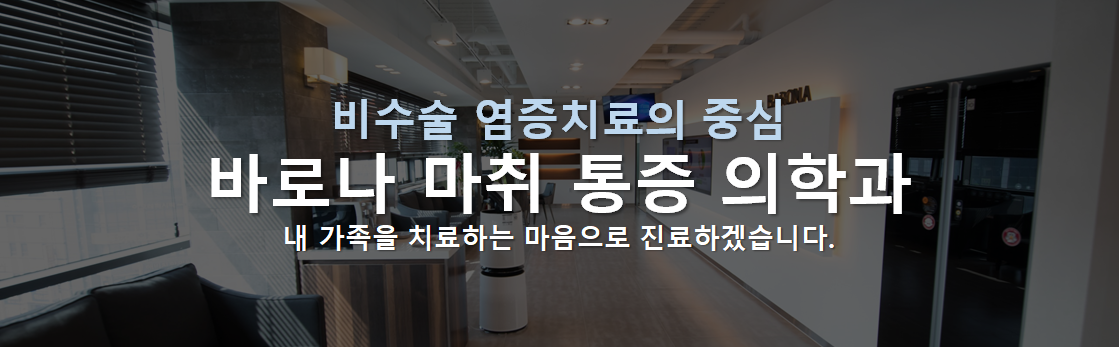 비수술 염증치료의 중심
바로나 마취 통증 의학과
내 가족을 치료하는 마음으로 진료하겠습니다.